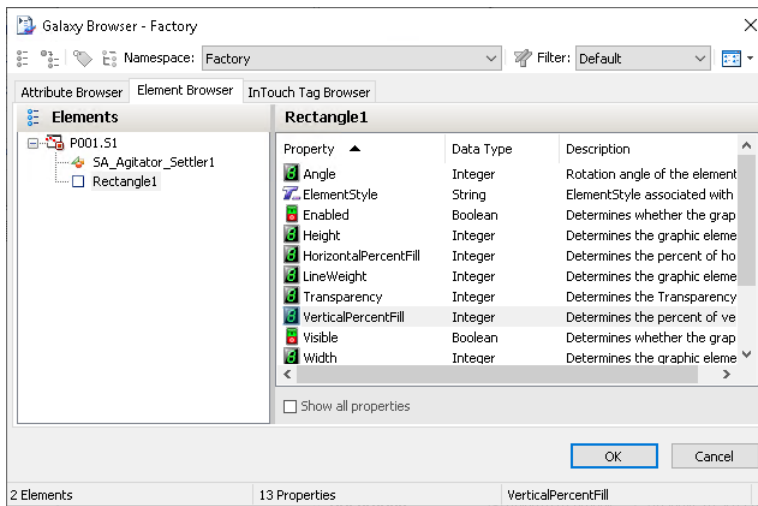 Galaxy Browser - Factory
Namespace: Factory Filter: Default
Attribute Browser Element Browser InTouch Tag Browser
Elements Rectangle1
P001.S1
SA_Agitator_Settler1
Rectangle1
Property Data Type Description
Angle Integer Rotation angle of the element
ElementStyle String ElementStyle associated with
Enabled Boolean Determines whether the grap
Height Integer Determines the graphic eleme
HorizontalPercentFill Integer Determines the percent of ho
LineWeight Integer Determines the graphic eleme
Transparency Integer Determines the Transparency
VerticalPercentFill Integer Determines the percent of ve
Visible Boolean Determines whether the grap
Width Integer Determines the graphic eleme
Show all properties
OK Cancel
2 Elements 13 Properties VerticalPercentFill